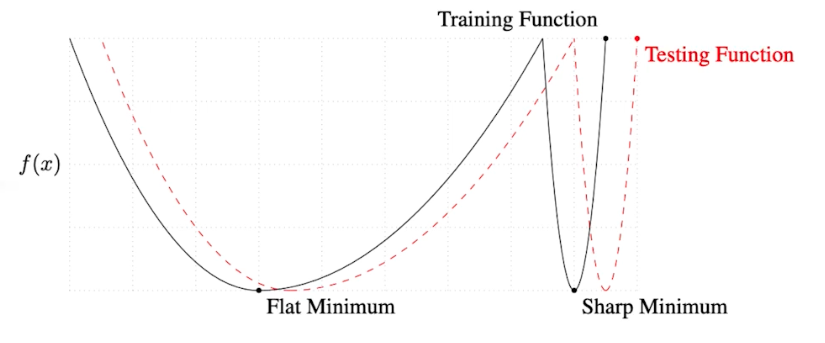 Training Function
Testing Function
f(x)
Flat Minimum
Sharp Minimum